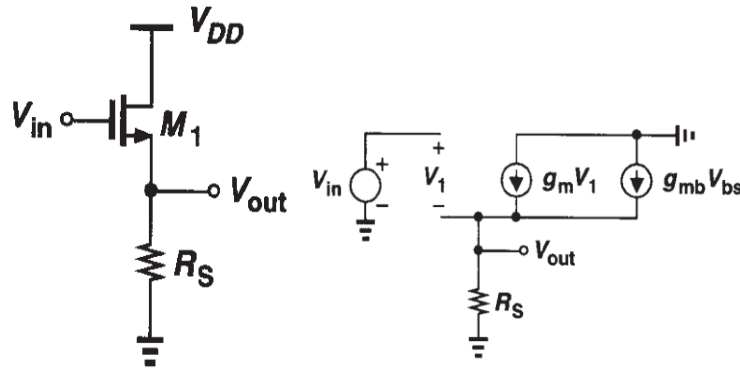 V_DD
V_in
M_1
V_out
R_S
V_in
+
−
+
V_1
−
g_m V_1
g_mb V_bs
V_out
R_S